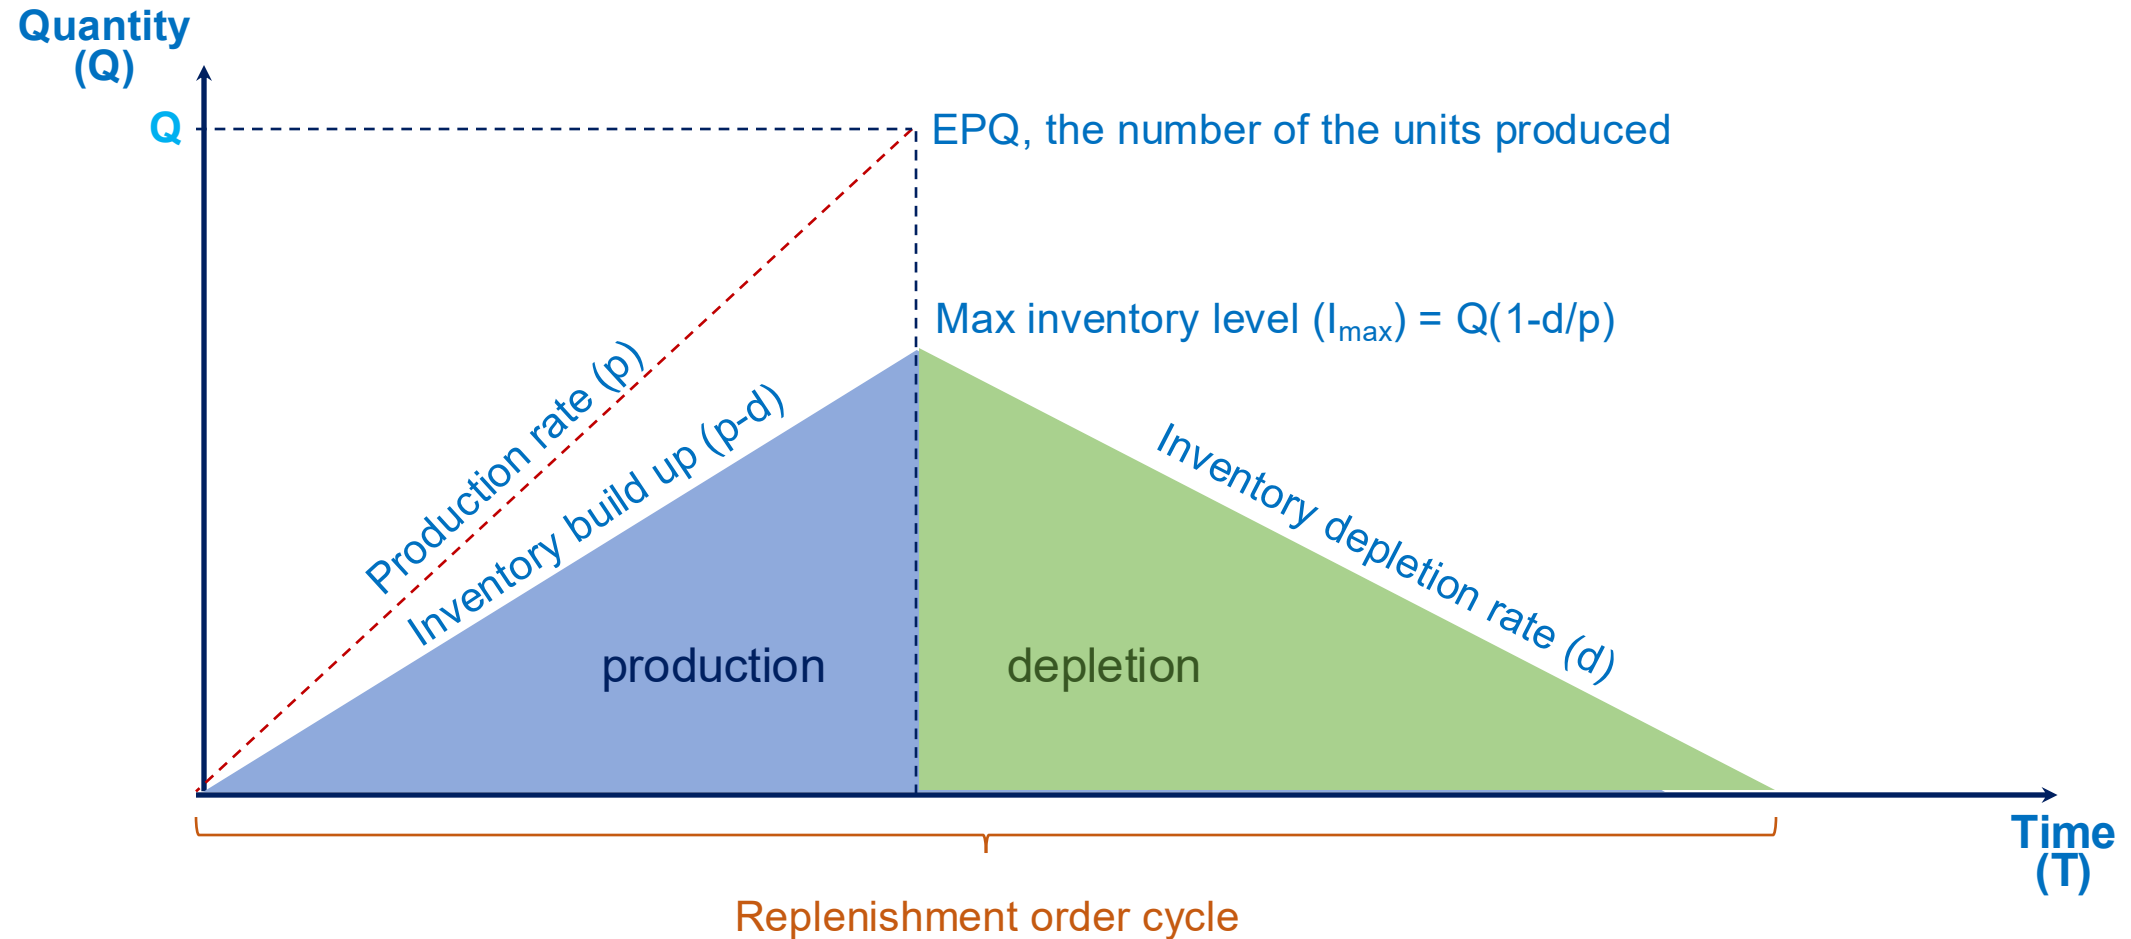 Quantity
(Q)
Q
EPQ, the number of the units produced
Max inventory level (Imax) = Q(1-d/p)
Production rate (p)
Inventory build up (p-d)
Inventory depletion rate (d)
production
depletion
Time
(T)
Replenishment order cycle